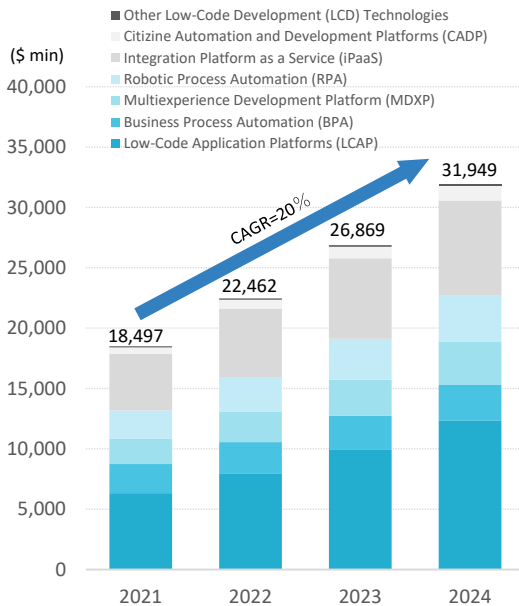 Other Low-Code Development (LCD) Technologies
Citizine Automation and Development Platforms (CADP)
($ min)
Integration Platform as a Service (iPaaS)
Robotic Process Automation (RPA)
Multiexperience Development Platform (MDXP)
Business Process Automation (BPA)
Low-Code Application Platforms (LCAP)
40,000
35,000
30,000
25,000
20,000
15,000
10,000
5,000
0
CAGR=20%
18,497
22,462
26,869
31,949
2021
2022
2023
2024